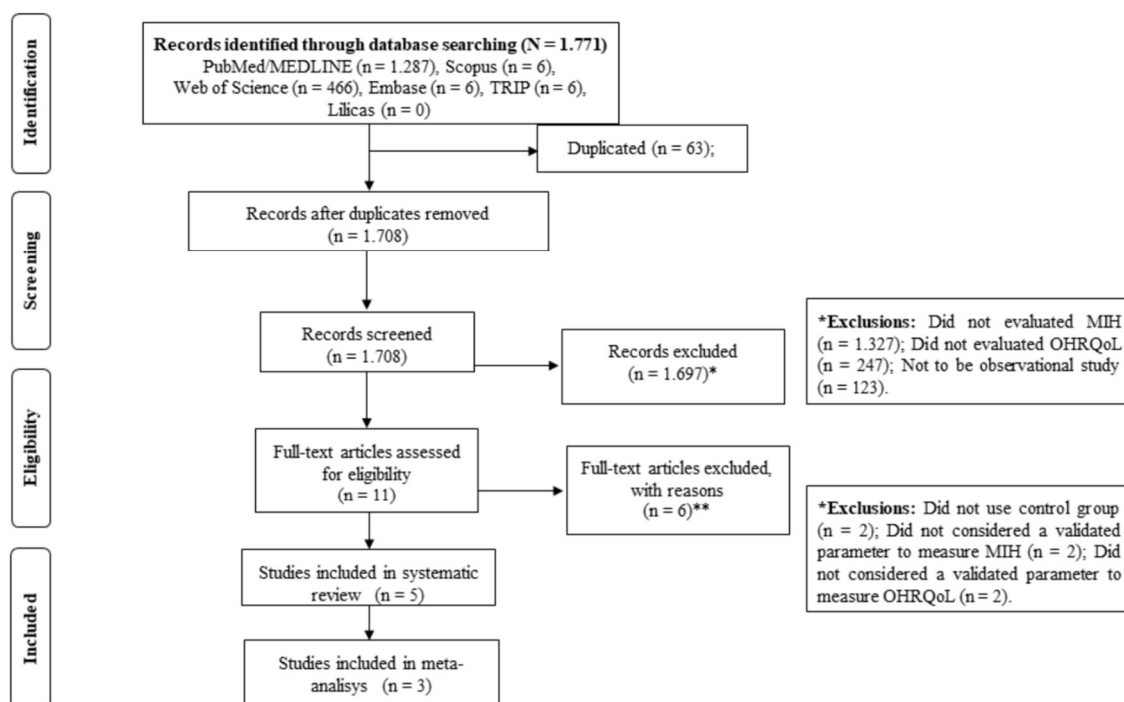 Identification
Records identified through database searching (N = 1.771)
PubMed/MEDLINE (n = 1.287), Scopus (n = 6),
Web of Science (n = 466), Embase (n = 6), TRIP (n = 6),
Lilicas (n = 0)
Duplicated (n = 63);
Screening
Records after duplicates removed
(n = 1.708)
Records screened
(n = 1.708)
Records excluded
(n = 1.697)*
*Exclusions: Did not evaluated MIH
(n = 1.327); Did not evaluated OHRQoL
(n = 247); Not to be observational study
(n = 123).
Eligibility
Full-text articles assessed
for eligibility
(n = 11)
Full-text articles excluded,
with reasons
(n = 6)**
*Exclusions: Did not use control group
(n = 2); Did not considered a validated
parameter to measure MIH (n = 2); Did
not considered a validated parameter to
measure OHRQoL (n = 2).
Included
Studies included in systematic
review (n = 5)
Studies included in meta-
analisys (n = 3)